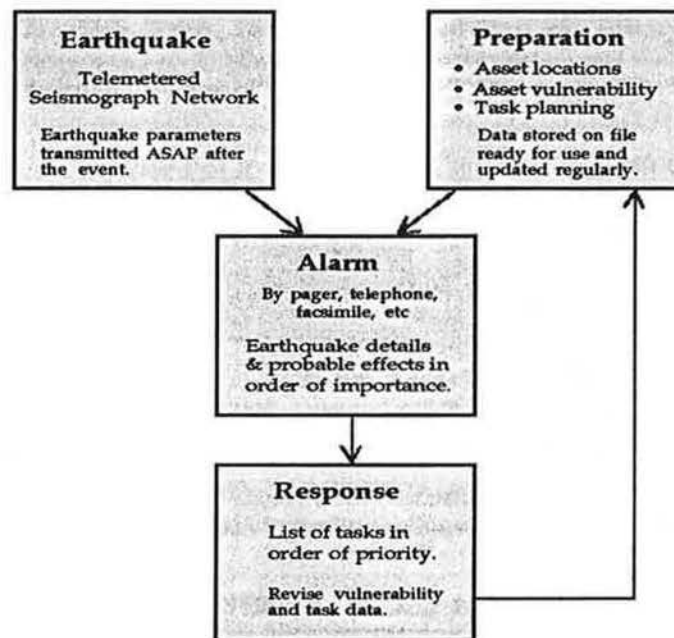 Earthquake
Telemetered
Seismograph Network
Earthquake parameters
transmitted ASAP after
the event.
Preparation
• Asset locations
• Asset vulnerability
• Task planning
Data stored on file
ready for use and
updated regularly.
Alarm
By pager, telephone,
facsimile, etc
Earthquake details
& probable effects in
order of importance.
Response
List of tasks in
order of priority.
Revise vulnerability
and task data.